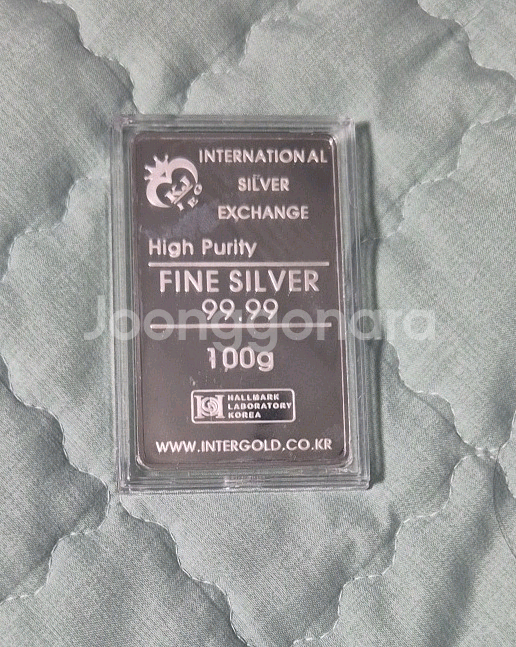 INTERNATIONAL
SILVER
EXCHANGE
High Purity
FINE SILVER
99.99
Joonggonara
100g
HALLMARK
LABORATORY
KOREA
WWW.INTERGOLD.CO.KR